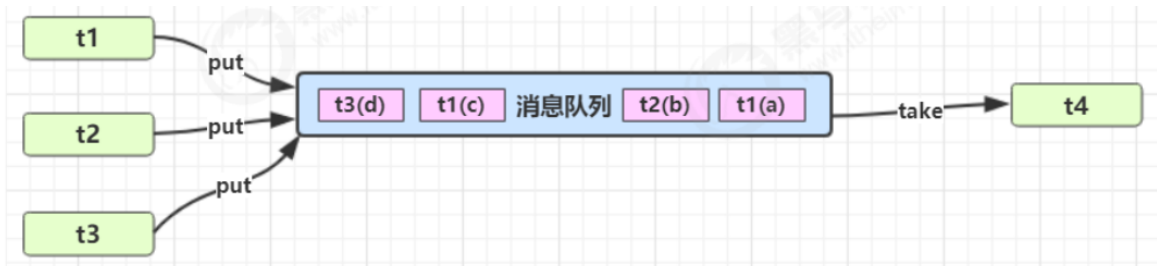 t1
put
t2
put
t3
put
t3(d) t1(c) 消息队列 t2(b) t1(a)
take
t4